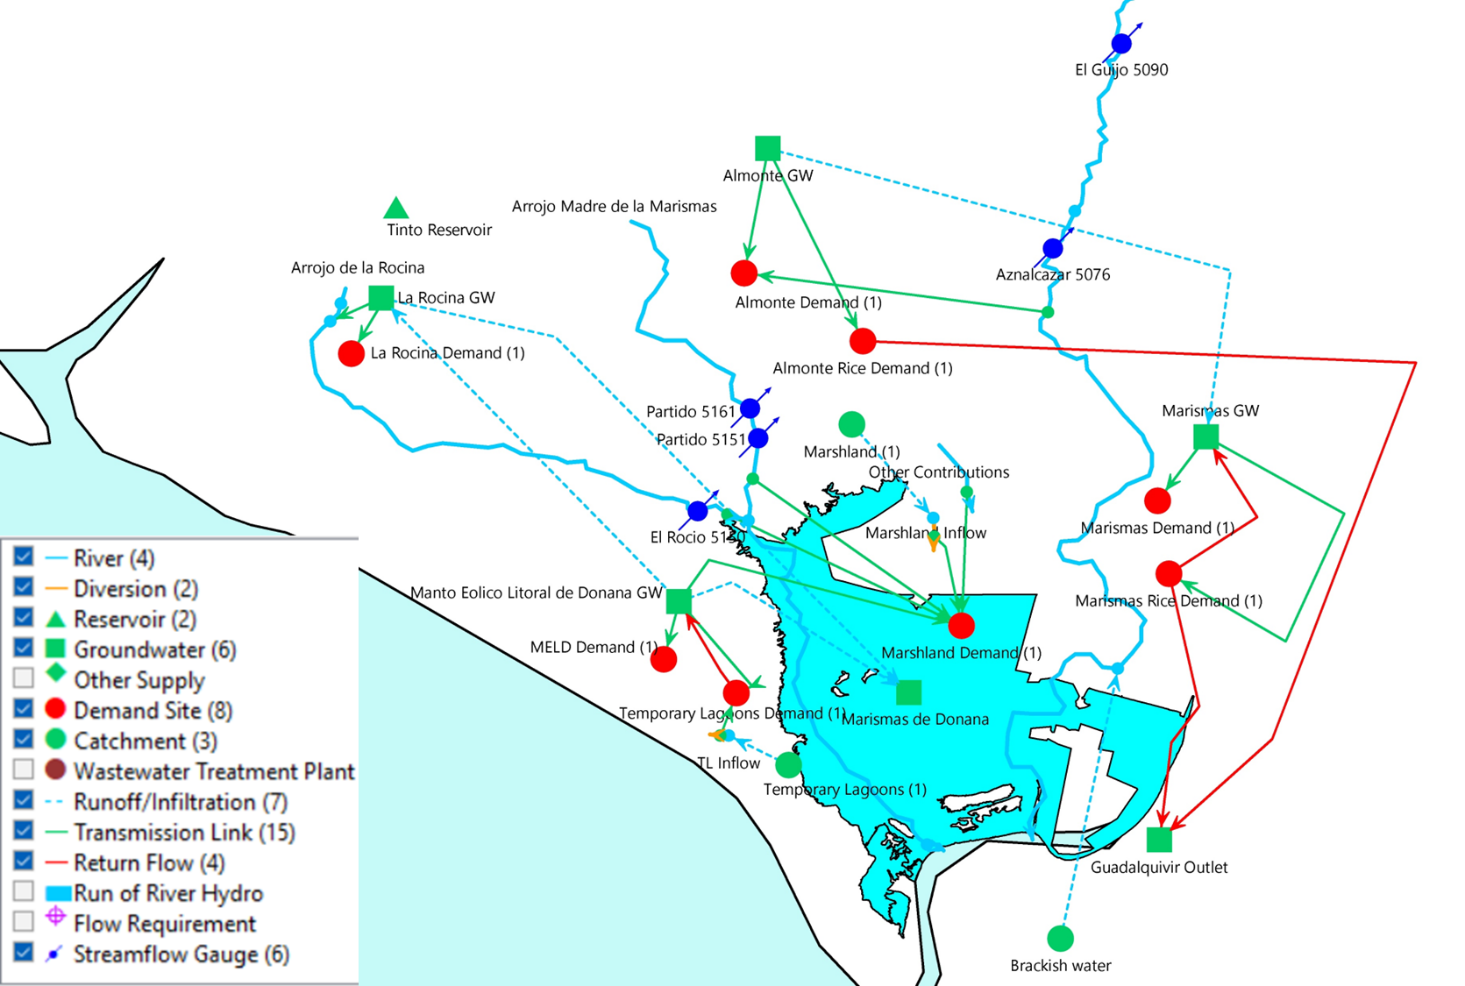 El Guijo 5090
Almonte GW
Arrojo Madre de la Marismas
Tinto Reservoir
Arrojo de la Rocina
Aznalcazar 5076
La Rocina GW
Almonte Demand (1)
La Rocina Demand (1)
Almonte Rice Demand (1)
Partido 5161
Marismas GW
Partido 5151
Marshland (1)
Other Contributions
Marismas Demand (1)
El Rocio 5150
Marshland Inflow
Manto Eolico Litoral de Donana GW
Marismas Rice Demand (1)
MELD Demand (1)
Marshland Demand (1)
Temporary Lagoons Demand (1)
Marismas de Donana
TL Inflow
Temporary Lagoons (1)
Guadalquivir Outlet
Brackish water
River (4)
Diversion (2)
Reservoir (2)
Groundwater (6)
Other Supply
Demand Site (8)
Catchment (3)
Wastewater Treatment Plant
Runoff/Infiltration (7)
Transmission Link (15)
Return Flow (4)
Run of River Hydro
Flow Requirement
Streamflow Gauge (6)